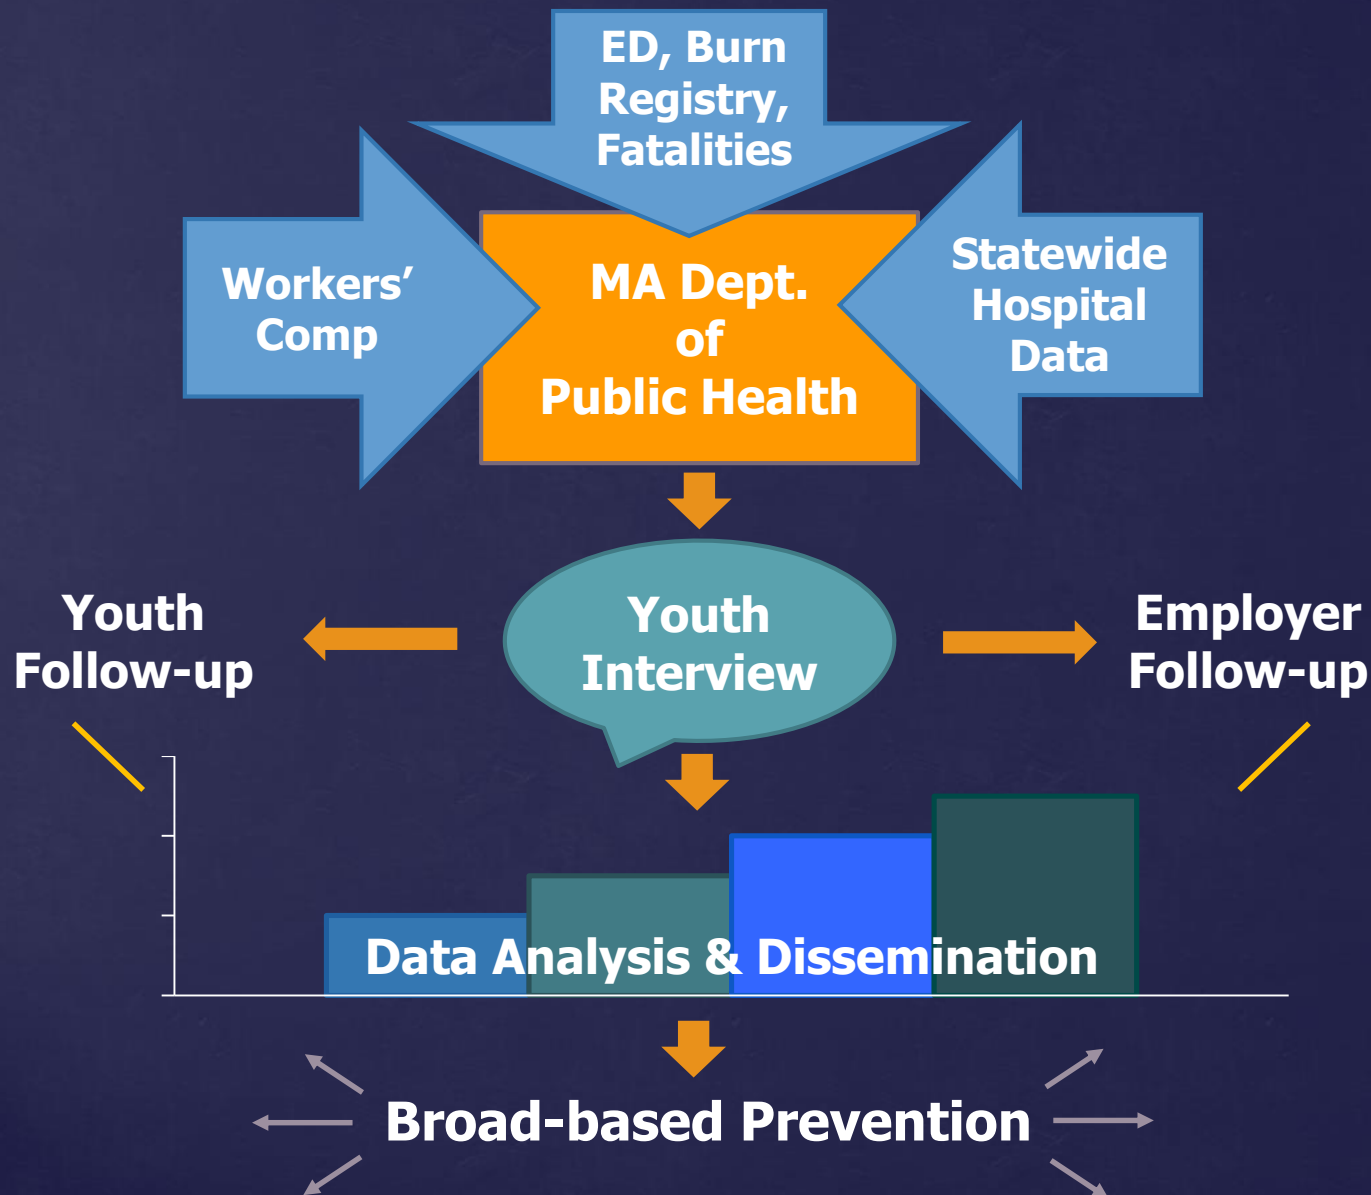 ED, Burn
Registry,
Fatalities
Workers’
Comp
MA Dept.
of
Public Health
Statewide
Hospital
Data
Youth
Follow-up
Youth
Interview
Employer
Follow-up
Data Analysis & Dissemination
Broad-based Prevention